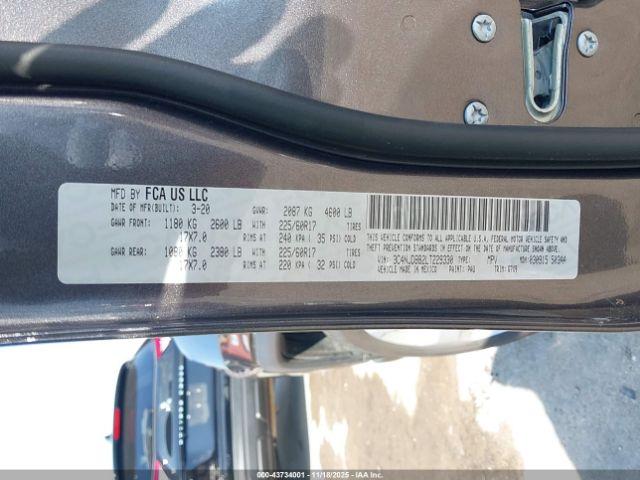 MFD BY FCA US LLC
DATE OF MFR(BUILT): 3-20 GVWR: 2087 KG 4600 LB
GAWR FRONT: 1180 KG 2600 LB WITH 225/60R17 TIRES
17X7.0 RIMS AT 240 KPA ( 35 PSI) COLD
GAWR REAR: 1080 KG 2380 LB WITH 225/60R17 TIRES
17X7.0 RIMS AT 220 KPA ( 32 PSI) COLD
THIS VEHICLE CONFORMS TO ALL APPLICABLE U.S.A. FEDERAL MOTOR VEHICLE SAFETY AND
THEFT PREVENTION STANDARDS IN EFFECT ON THE DATE OF MANUFACTURE SHOWN ABOVE.
VIN: 3C4NJDBB2LT229330 TYPE: MPV MDH: 030915 5X3AA
VEHICLE MADE IN MEXICO PAINT: PAU TRIM:
000-43734001 11/18/2025 - IAA Inc.